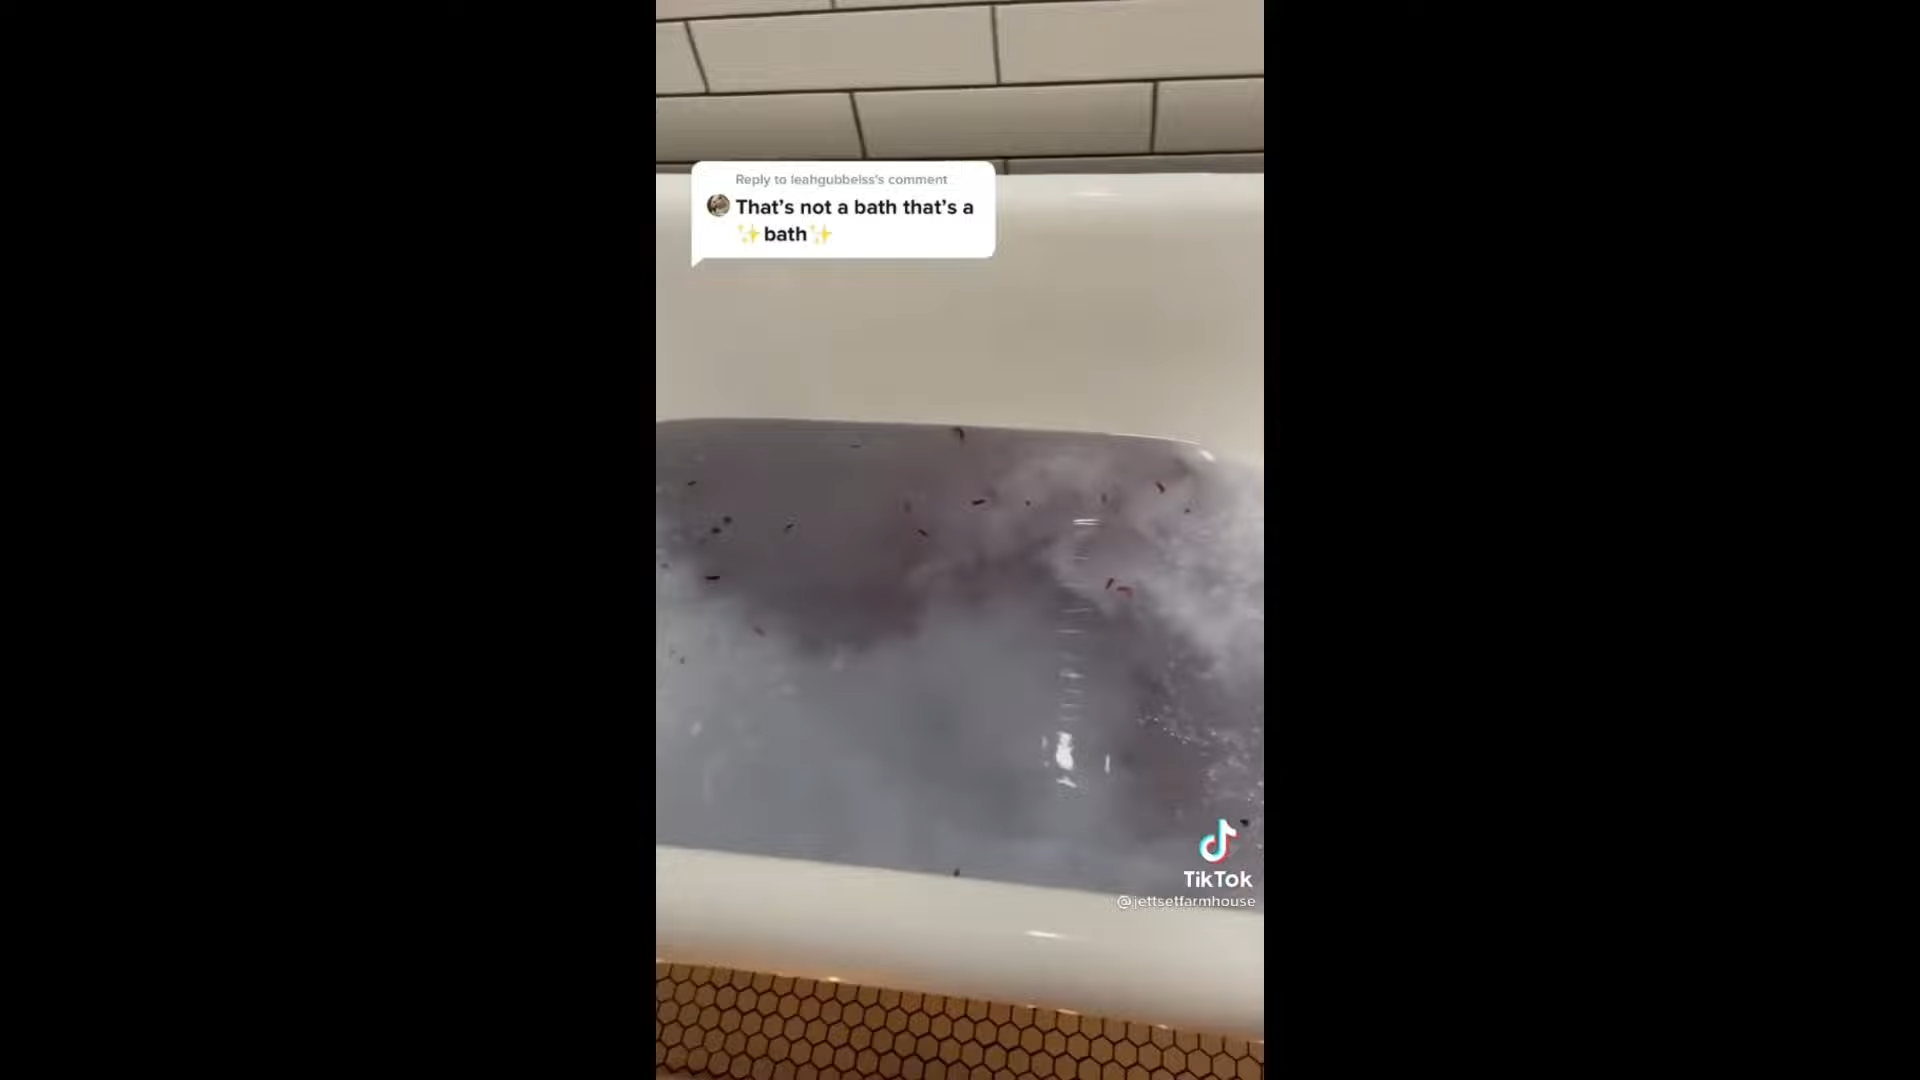 Reply to leahgubbelss's comment
That's not a bath that's a
✨bath✨
TikTok
@jettsetfarmhouse